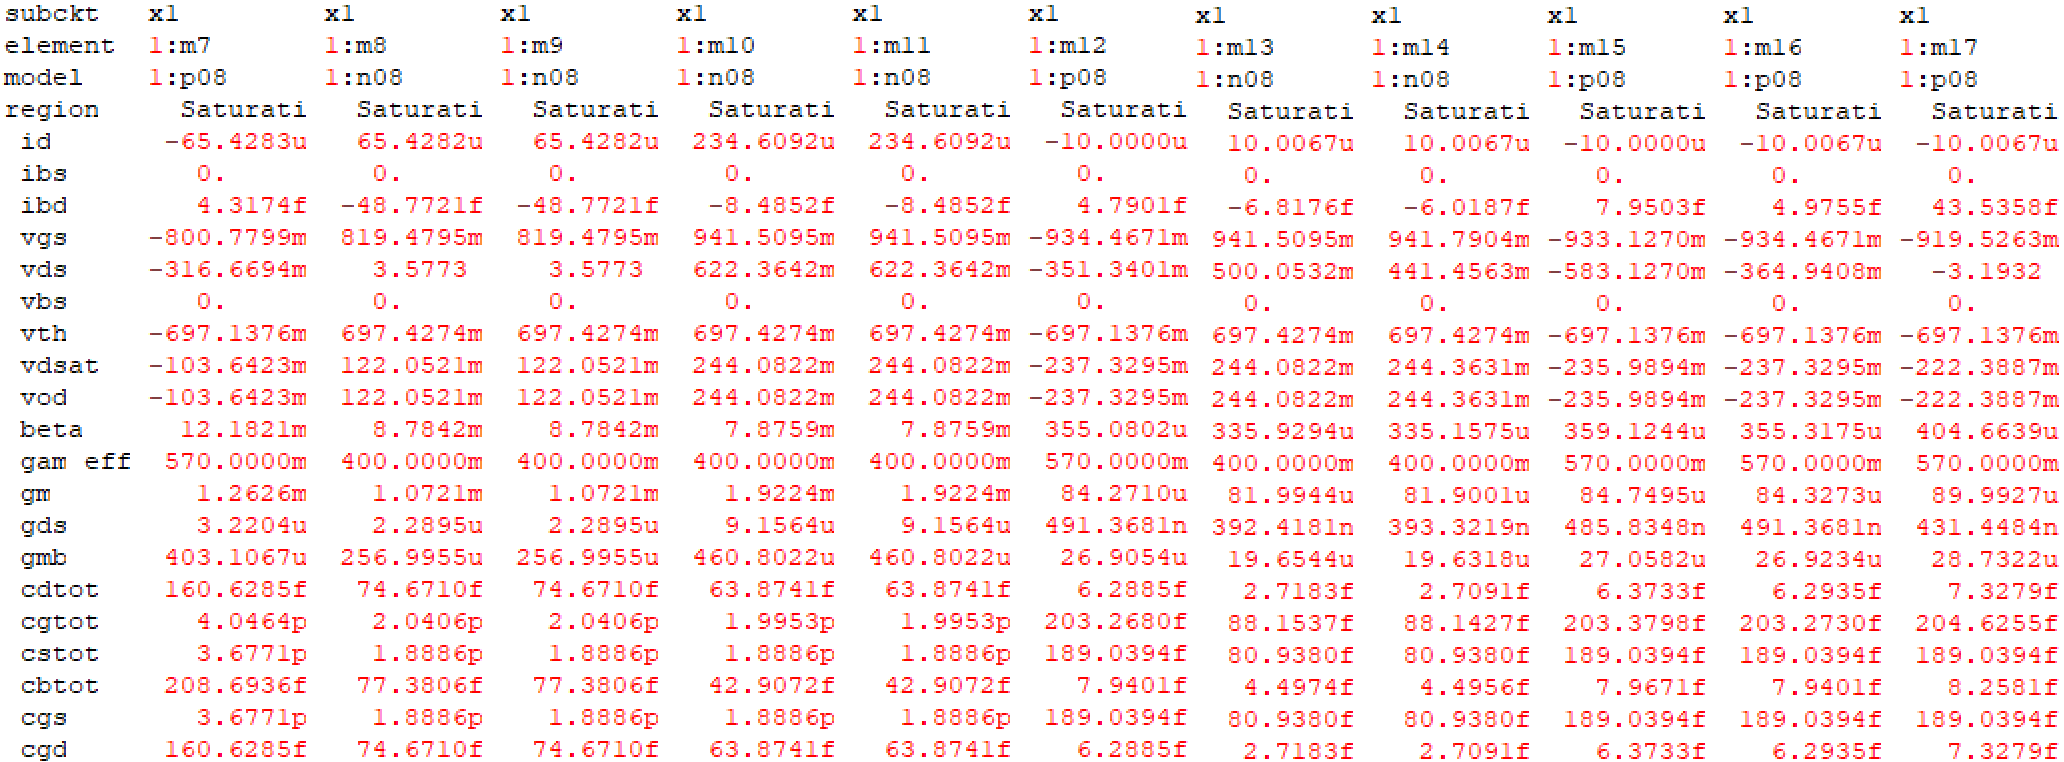 subckt x1 x1 x1 x1 x1 x1 x1 x1 x1 x1 x1
element 1:m7 1:m8 1:m9 1:m10 1:m11 1:m12 1:m13 1:m14 1:m15 1:m16 1:m17
model 1:p08 1:n08 1:n08 1:n08 1:n08 1:p08 1:n08 1:n08 1:p08 1:p08 1:p08
region Saturati Saturati Saturati Saturati Saturati Saturati Saturati Saturati Saturati Saturati Saturati
id -65.4283u 65.4282u 65.4282u 234.6092u 234.6092u -10.0000u 10.0067u 10.0067u -10.0000u -10.0067u -10.0067u
ibs 0. 0. 0. 0. 0. 0. 0. 0. 0. 0. 0.
ibd 4.3174f -48.7721f -48.7721f -8.4852f -8.4852f 4.7901f -6.8176f -6.0187f 7.9503f 4.9755f 43.5358f
vgs -800.7799m 819.4795m 819.4795m 941.5095m 941.5095m -934.4671m 941.5095m 941.7904m -933.1270m -934.4671m -919.5263m
vds -316.6694m 3.5773 3.5773 622.3642m 622.3642m -351.3401m 500.0532m 441.4563m -583.1270m -364.9408m -3.1932
vbs 0. 0. 0. 0. 0. 0. 0. 0. 0. 0. 0.
vth -697.1376m 697.4274m 697.4274m 697.4274m 697.4274m -697.1376m 697.4274m 697.4274m -697.1376m -697.1376m -697.1376m
vdsat -103.6423m 122.0521m 122.0521m 244.0822m 244.0822m -237.3295m 244.0822m 244.3631m -235.9894m -237.3295m -222.3887m
vod -103.6423m 122.0521m 122.0521m 244.0822m 244.0822m -237.3295m 244.0822m 244.3631m -235.9894m -237.3295m -222.3887m
beta 12.1821m 8.7842m 8.7842m 7.8759m 7.8759m 355.0802u 335.9294u 335.1575u 359.1244u 355.3175u 404.6639u
gam eff 570.0000m 400.0000m 400.0000m 400.0000m 400.0000m 570.0000m 400.0000m 400.0000m 570.0000m 570.0000m 570.0000m
gm 1.2626m 1.0721m 1.0721m 1.9224m 1.9224m 84.2710u 81.9944u 81.9001u 84.7495u 84.3273u 89.9927u
gds 3.2204u 2.2895u 2.2895u 9.1564u 9.1564u 491.3681n 392.4181n 393.3219n 485.8348n 491.3681n 431.4484n
gmb 403.1067u 256.9955u 256.9955u 460.8022u 460.8022u 26.9054u 19.6544u 19.6318u 27.0582u 26.9234u 28.7322u
cdtot 160.6285f 74.6710f 74.6710f 63.8741f 63.8741f 6.2885f 2.7183f 2.7091f 6.3733f 6.2935f 7.3279f
cgtot 4.0464p 2.0406p 2.0406p 1.9953p 1.9953p 203.2680f 88.1537f 88.1427f 203.3798f 203.2730f 204.6255f
cstot 3.6771p 1.8886p 1.8886p 1.8886p 1.8886p 189.0394f 80.9380f 80.9380f 189.0394f 189.0394f 189.0394f
cbtot 208.6936f 77.3806f 77.3806f 42.9072f 42.9072f 7.9401f 4.4974f 4.4956f 7.9671f 7.9401f 8.2581f
cgs 3.6771p 1.8886p 1.8886p 1.8886p 1.8886p 189.0394f 80.9380f 80.9380f 189.0394f 189.0394f 189.0394f
cgd 160.6285f 74.6710f 74.6710f 63.8741f 63.8741f 6.2885f 2.7183f 2.7091f 6.3733f 6.2935f 7.3279f